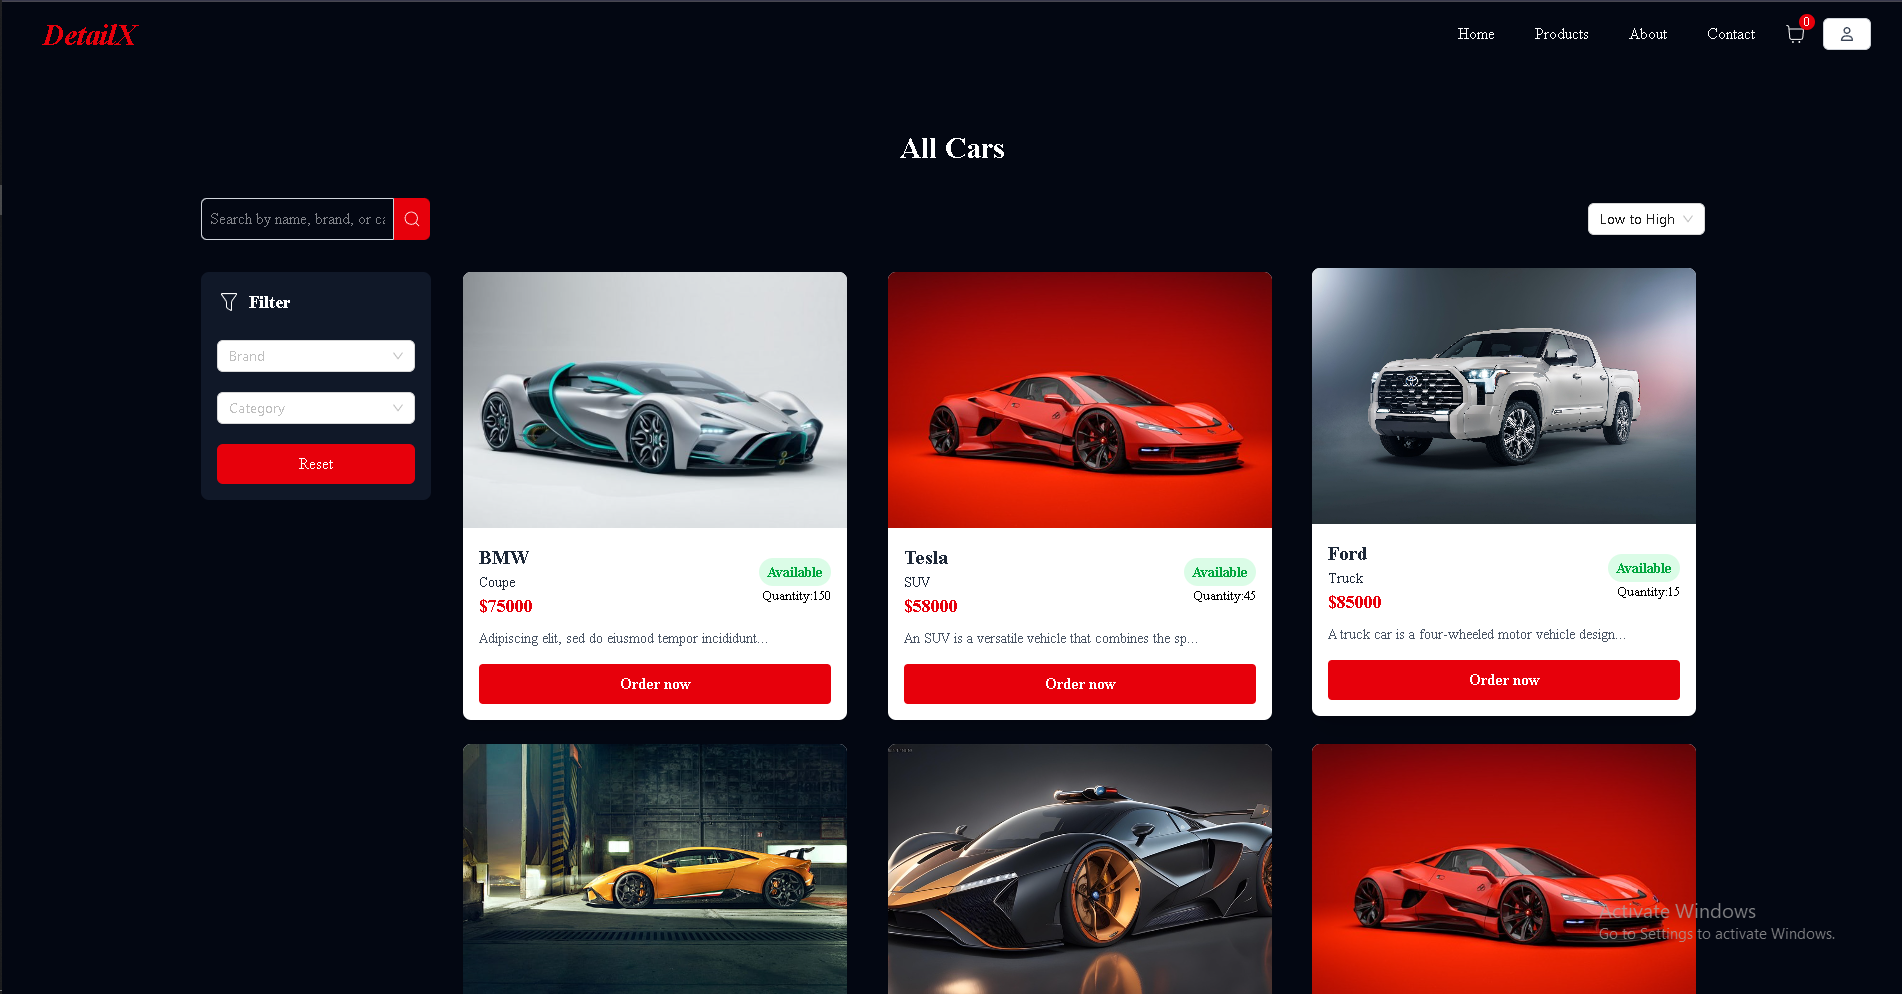 DetailX
Home
Products
About
Contact
0
All Cars
Search by name, brand, or ca
Low to High
Filter
Brand
Category
Reset
BMW
Coupe
$75000
Available
Quantity:150
Adipiscing elit, sed do eiusmod tempor incididunt...
Order now
Tesla
SUV
$58000
Available
Quantity:45
An SUV is a versatile vehicle that combines the sp...
Order now
Ford
Truck
$85000
Available
Quantity:15
A truck car is a four-wheeled motor vehicle design...
Order now
Activate Windows
Go to Settings to activate Windows.